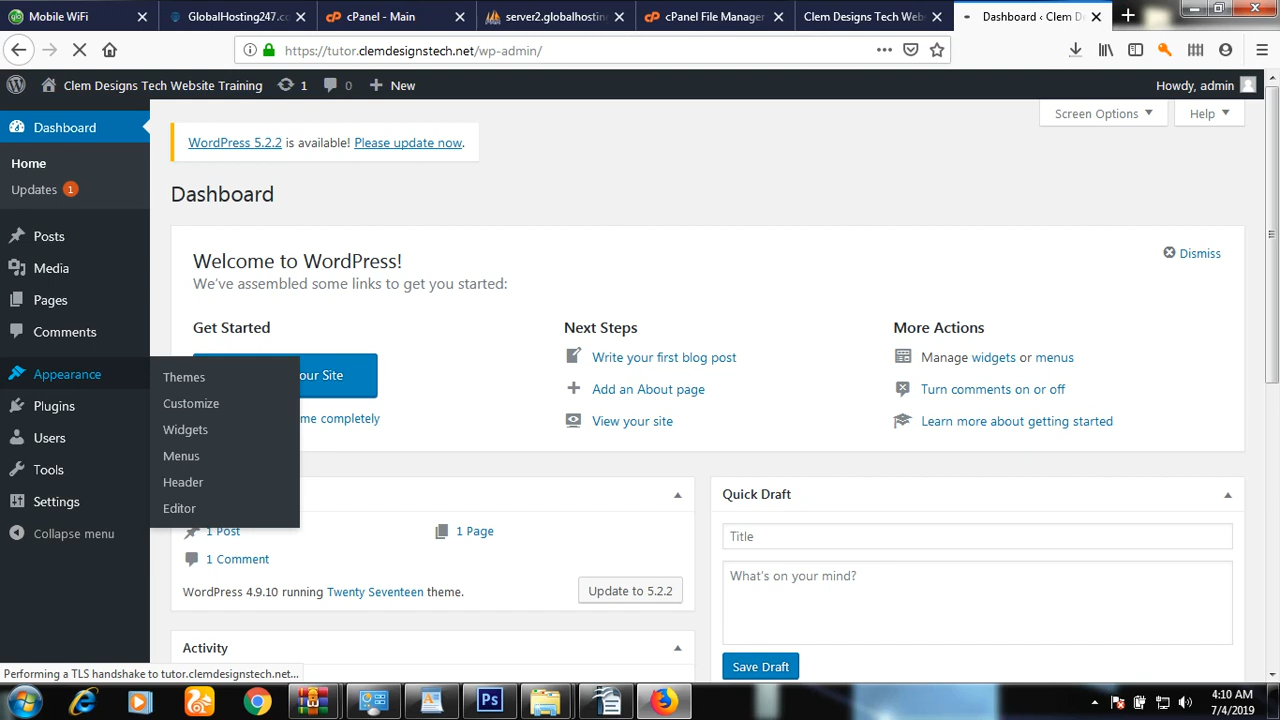 Mobile WiFi
GlobalHosting247.c
cPanel - Main
server2.globalhostin
cPanel File Manager
Clem Designs Tech Web
Dashboard ‹ Clem D
https://tutor.clemdesignstech.net/wp-admin/
Clem Designs Tech Website Training
1
0
New
Howdy, admin
Dashboard
Home
Updates 1
Posts
Media
Pages
Comments
Appearance
Plugins
Users
Tools
Settings
Collapse menu
Themes
Customize
Widgets
Menus
Header
Editor
Screen Options
Help
WordPress 5.2.2 is available! Please update now.
Dashboard
Welcome to WordPress!
We've assembled some links to get you started:
Dismiss
Get Started
our Site
me completely
Next Steps
Write your first blog post
Add an About page
View your site
More Actions
Manage widgets or menus
Turn comments on or off
Learn more about getting started
1 Post
1 Page
1 Comment
WordPress 4.9.10 running Twenty Seventeen theme.
Update to 5.2.2
Activity
Quick Draft
Title
What's on your mind?
Save Draft
Performing a TLS handshake to tutor.clemdesignstech.net...
Ps
4:10 AM
7/4/2019